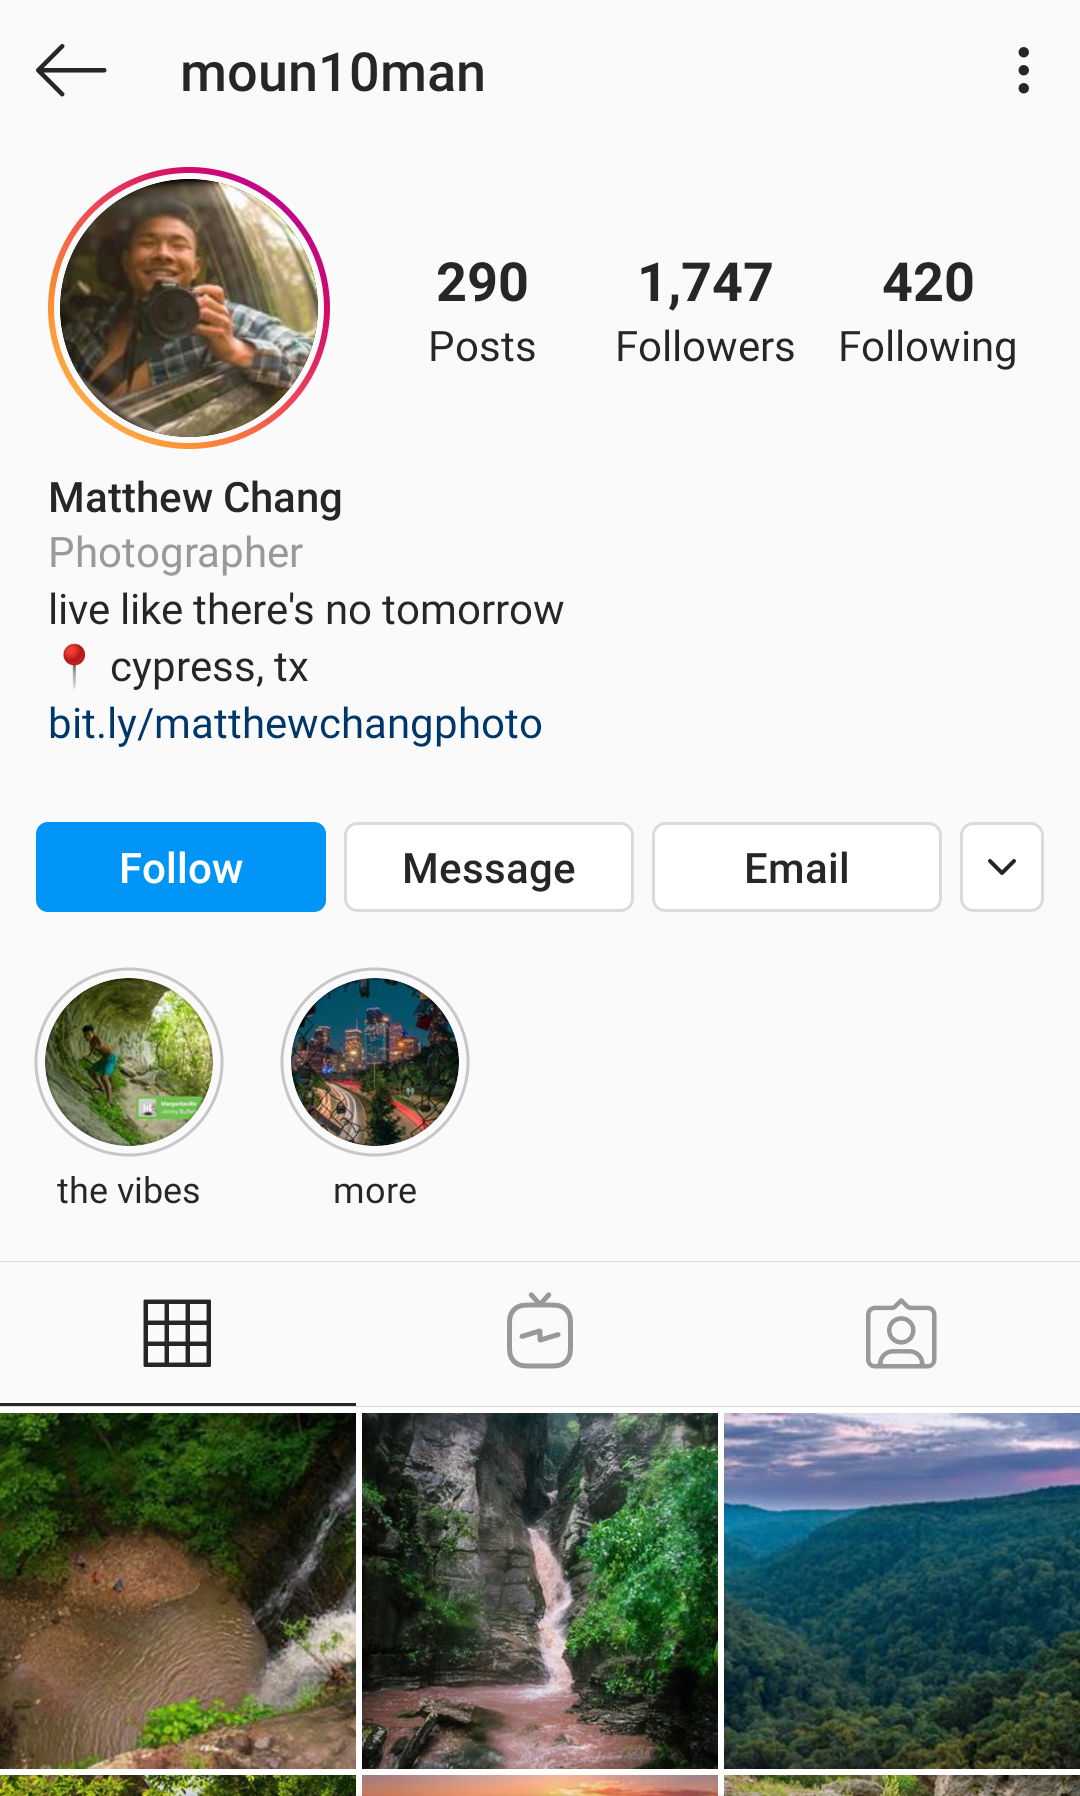 moun10man
290 1,747 420
Posts Followers Following
Matthew Chang
Photographer
live like there's no tomorrow
📍 cypress, tx
bit.ly/matthewchangphoto
Follow Message Email
Margaritaville
the vibes more